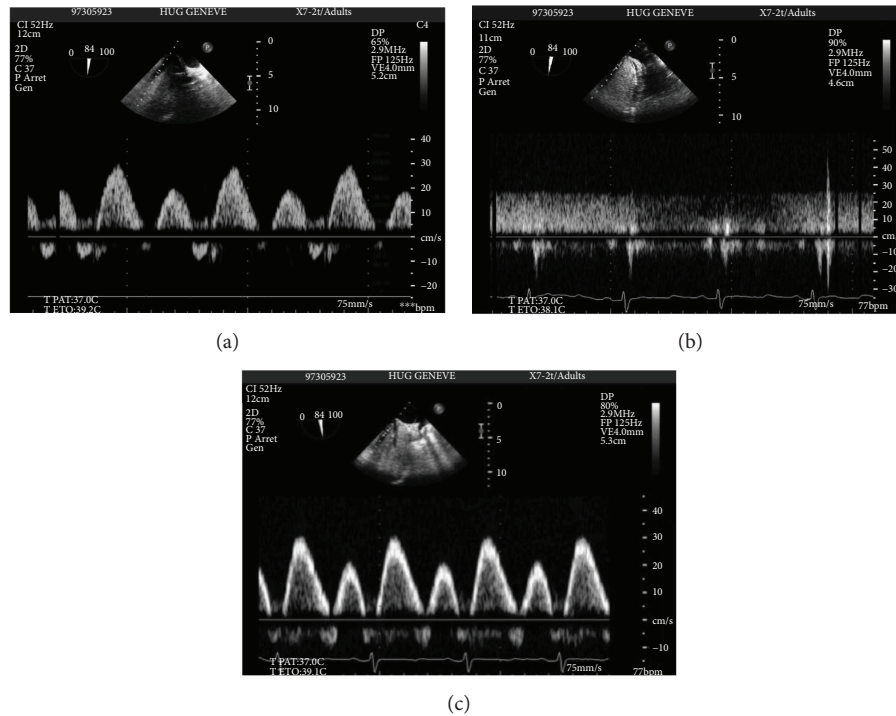 97305923 HUG GENEVE X7-2t/Adults
CI 52Hz
12cm
2D
77%
C 37
P Arret
Gen
0 84 100
P
0
5
10
DP
65%
2.9MHz
FP 125Hz
VE4.0mm
5.2cm
C4
40
30
20
10
cm/s
−10
−20
T PAT:37.0C
T ETO:39.2C
75mm/s
***bpm
(a)
97305923 HUG GENEVE X7-2t/Adults
CI 52Hz
11cm
2D
77%
C 37
P Arret
Gen
0 84 100
P
0
5
10
DP
90%
2.9MHz
FP 125Hz
VE4.0mm
4.6cm
50
40
30
20
10
cm/s
−10
−20
−30
T PAT:37.0C
T ETO:38.1C
75mm/s
77bpm
(b)
97305923 HUG GENEVE X7-2t/Adults
CI 52Hz
12cm
2D
77%
C 37
P Arret
Gen
0 84 100
0
5
10
DP
80%
2.9MHz
FP 125Hz
VE4.0mm
5.3cm
40
30
20
10
cm/s
−10
T PAT:37.0C
T ETO:39.1C
75mm/s
77bpm
(c)